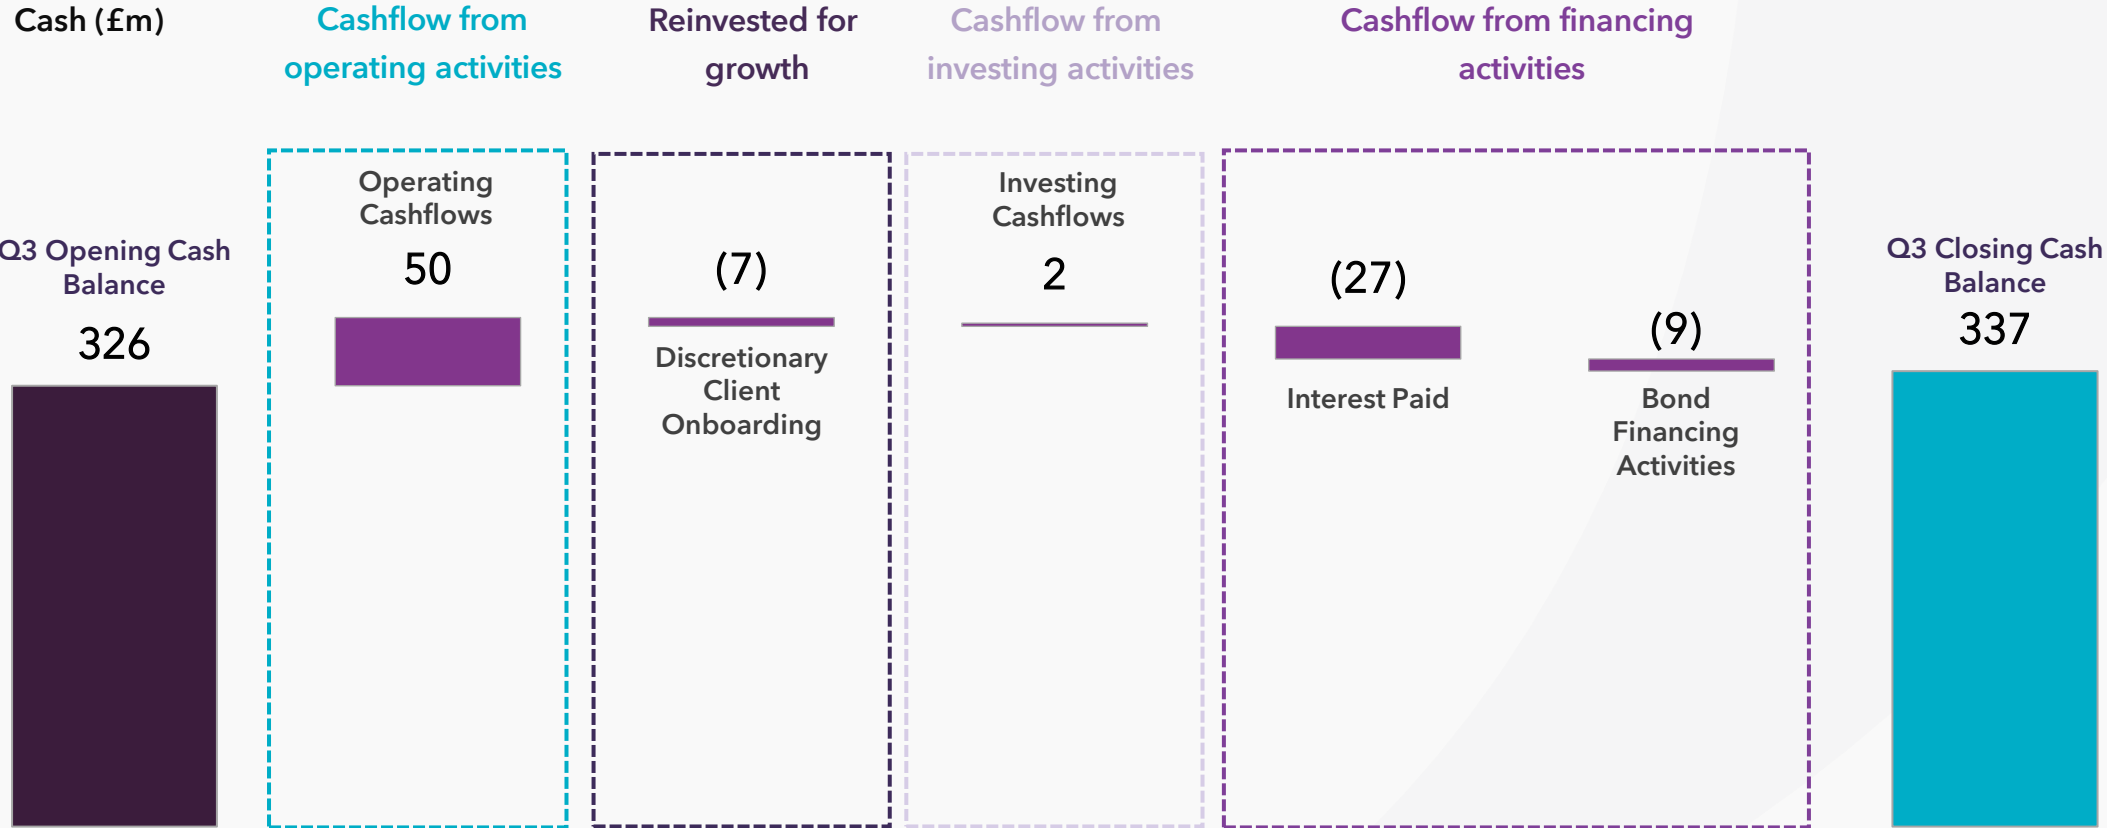 Cash (£m)
Cashflow from
operating activities
Reinvested for
growth
Cashflow from
investing activities
Cashflow from financing
activities
Q3 Opening Cash
Balance
326
Operating
Cashflows
50
(7)
Discretionary
Client
Onboarding
Investing
Cashflows
2
(27)
Interest Paid
(9)
Bond
Financing
Activities
Q3 Closing Cash
Balance
337